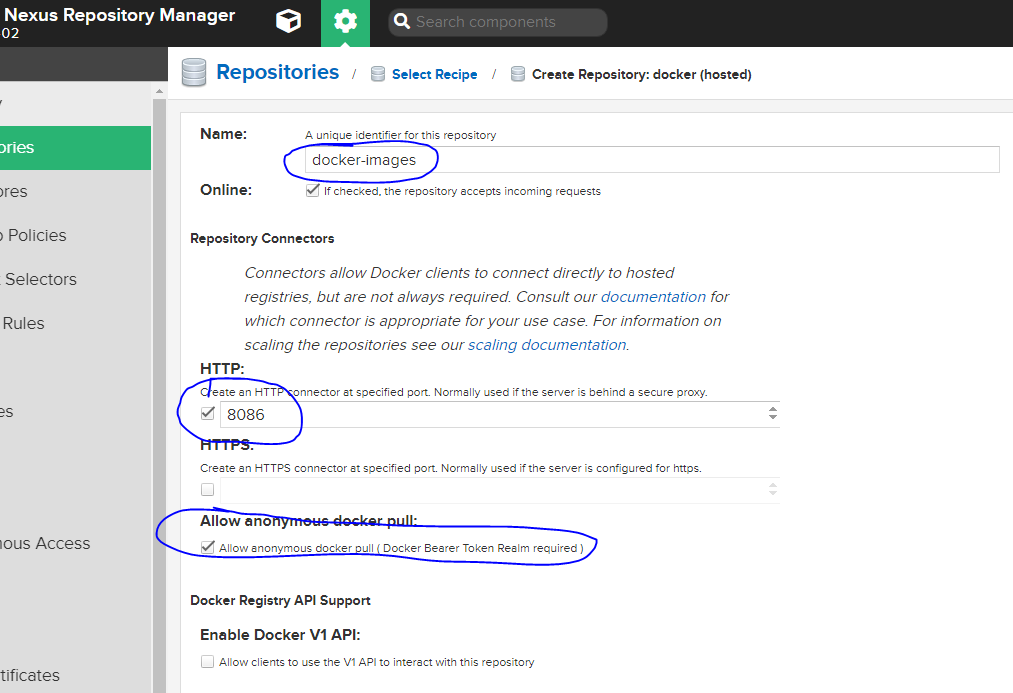 Nexus Repository Manager
-02
Search components
Repositories / Select Recipe / Create Repository: docker (hosted)
ories
ores
Policies
Selectors
Rules
es
nous Access
tificates
Name:
A unique identifier for this repository
docker-images
Online:
If checked, the repository accepts incoming requests
Repository Connectors
Connectors allow Docker clients to connect directly to hosted
registries, but are not always required. Consult our documentation for
which connector is appropriate for your use case. For information on
scaling the repositories see our scaling documentation.
HTTP:
Create an HTTP connector at specified port. Normally used if the server is behind a secure proxy.
8086
HTTPS:
Create an HTTPS connector at specified port. Normally used if the server is configured for https.
Allow anonymous docker pull:
Allow anonymous docker pull ( Docker Bearer Token Realm required )
Docker Registry API Support
Enable Docker V1 API:
Allow clients to use the V1 API to interact with this repository